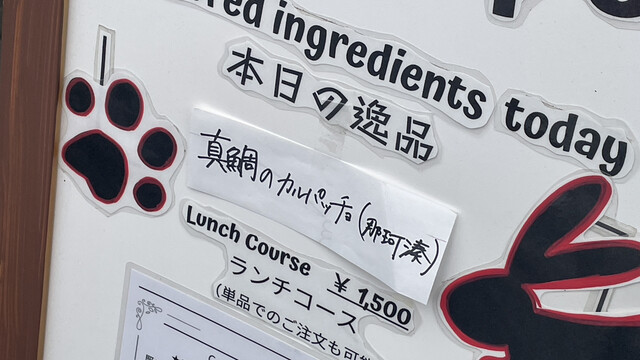 red ingredients today
本日の逸品
真鯛のカルパッチョ(那珂湊)
Lunch Course
ランチコース
¥1,500
(単品でのご注文も可能